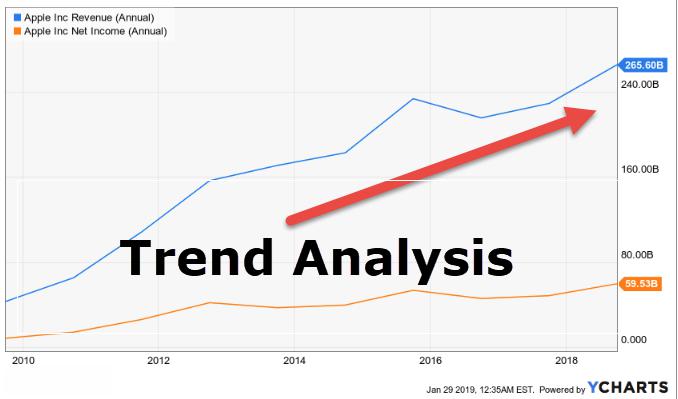 Apple Inc Revenue (Annual)
Apple Inc Net Income (Annual)
265.60B
240.00B
160.00B
Trend Analysis
80.00B
59.53B
0.000
2010 2012 2014 2016 2018
Jan 29 2019, 12:35AM EST. Powered by YCHARTS